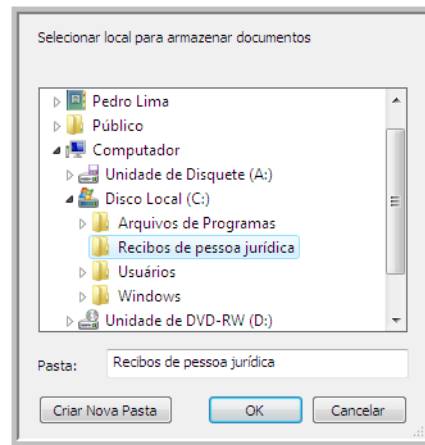 Selecionar local para armazenar documentos
Pedro Lima
Público
Computador
Unidade de Disquete (A:)
Disco Local (C:)
Arquivos de Programas
Recibos de pessoa jurídica
Usuários
Windows
Unidade de DVD-RW (D:)
Pasta: Recibos de pessoa jurídica
Criar Nova Pasta OK Cancelar